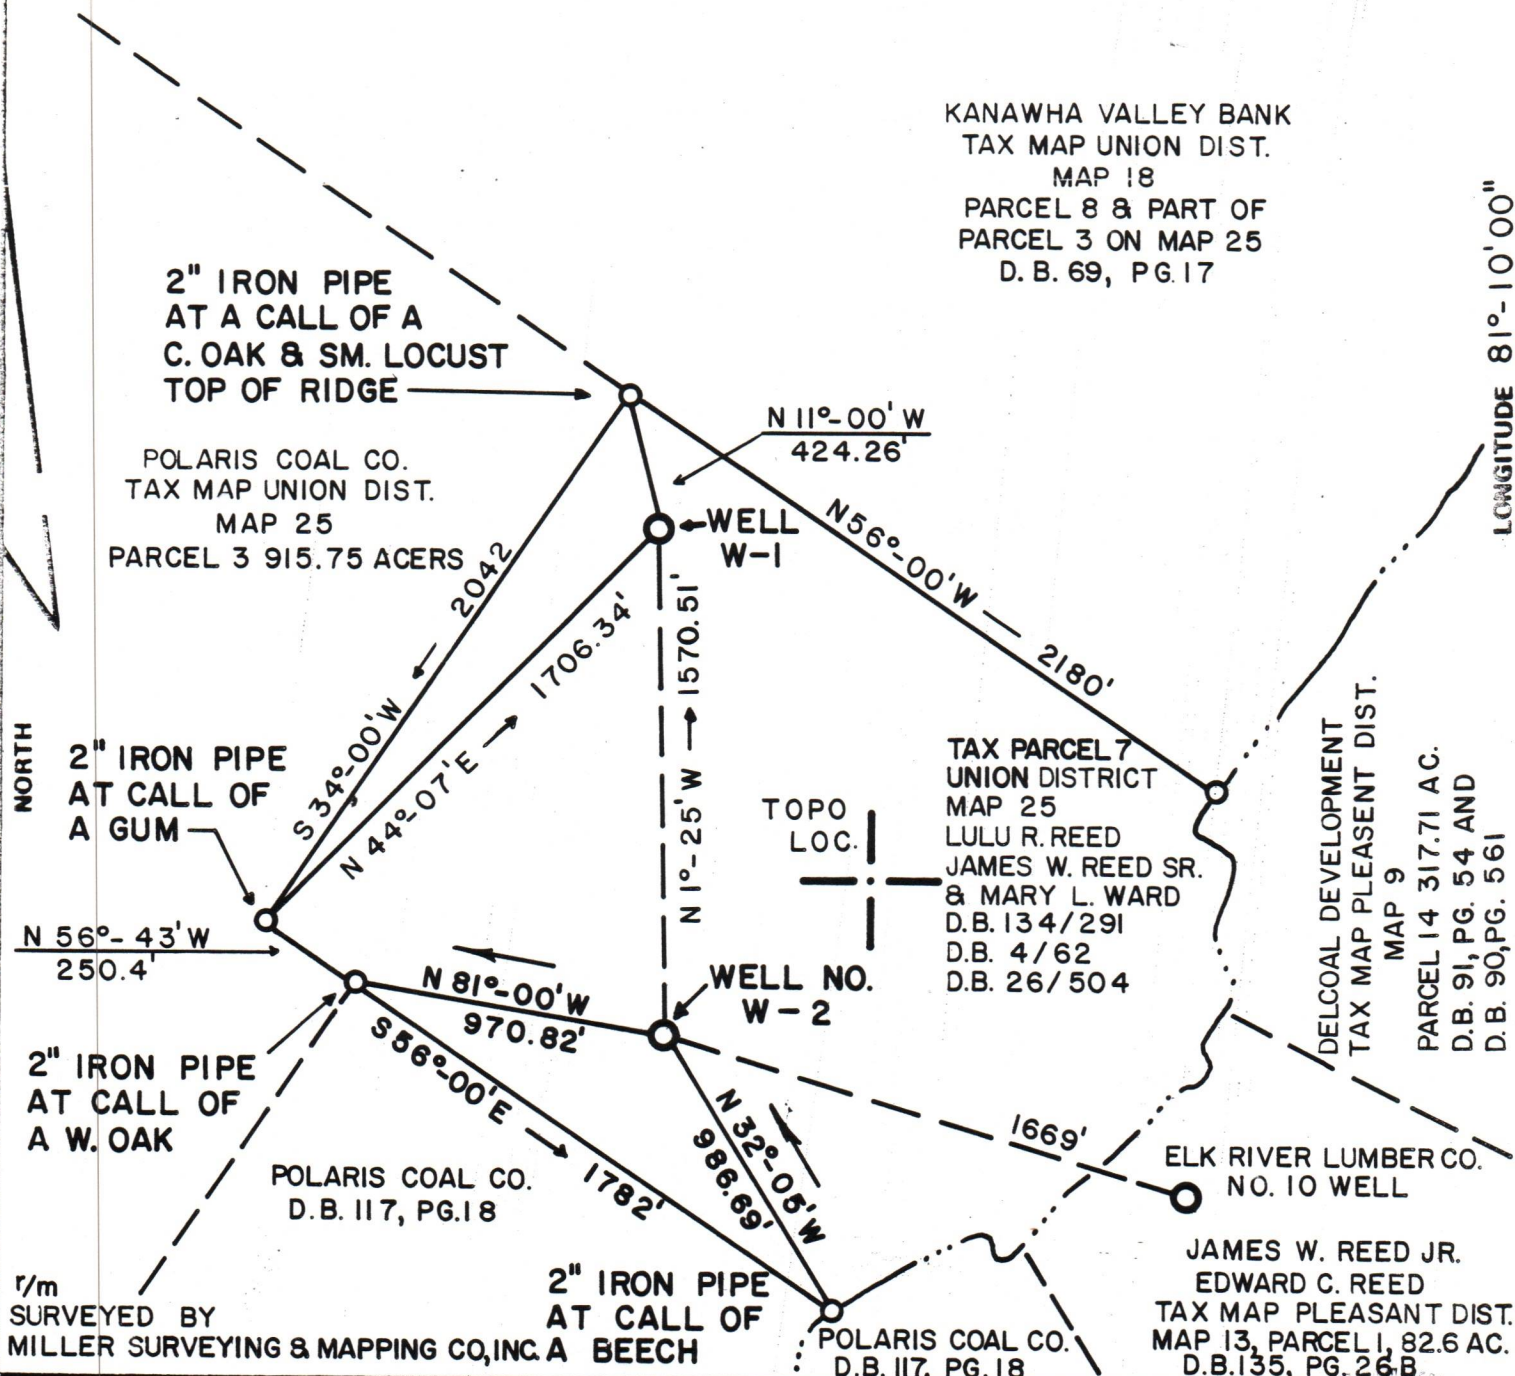 KANAWHA VALLEY BANK
TAX MAP UNION DIST.
MAP 18
PARCEL 8 & PART OF
PARCEL 3 ON MAP 25
D.B. 69, PG. 17
LONGITUDE 81°-10'00"
2" IRON PIPE
AT A CALL OF A
C. OAK & SM. LOCUST
TOP OF RIDGE
N 11°-00' W
424.26'
POLARIS COAL CO.
TAX MAP UNION DIST.
MAP 25
PARCEL 3 915.75 ACERS
WELL
W-1
N56°-00'W — 2180'
S 34°-00'W 2042
N 44°-07'E 1706.34'
N 1°-25'W 1570.51'
NORTH
2" IRON PIPE
AT CALL OF
A GUM
TOPO
LOC.
TAX PARCEL 7
UNION DISTRICT
MAP 25
LULU R. REED
JAMES W. REED SR.
& MARY L. WARD
D.B. 134/291
D.B. 4/62
D.B. 26/504
DELCOAL DEVELOPMENT
TAX MAP PLEASENT DIST.
MAP 9
PARCEL 14 317.71 AC.
D.B. 91, PG. 54 AND
D.B. 90, PG. 561
N 56°-43' W
250.4'
N 81°-00'W
970.82'
WELL NO.
W-2
2" IRON PIPE
AT CALL OF
A W. OAK
S56°-00'E 1782'
N 32°-05'W
986.69'
1669'
ELK RIVER LUMBER CO.
NO. 10 WELL
POLARIS COAL CO.
D.B. 117, PG. 18
JAMES W. REED JR.
EDWARD C. REED
TAX MAP PLEASANT DIST.
MAP 13, PARCEL 1, 82.6 AC.
D.B. 135, PG. 26-B
2" IRON PIPE
AT CALL OF
A BEECH
POLARIS COAL CO.
D.B. 117, PG. 18
r/m
SURVEYED BY
MILLER SURVEYING & MAPPING CO, INC.